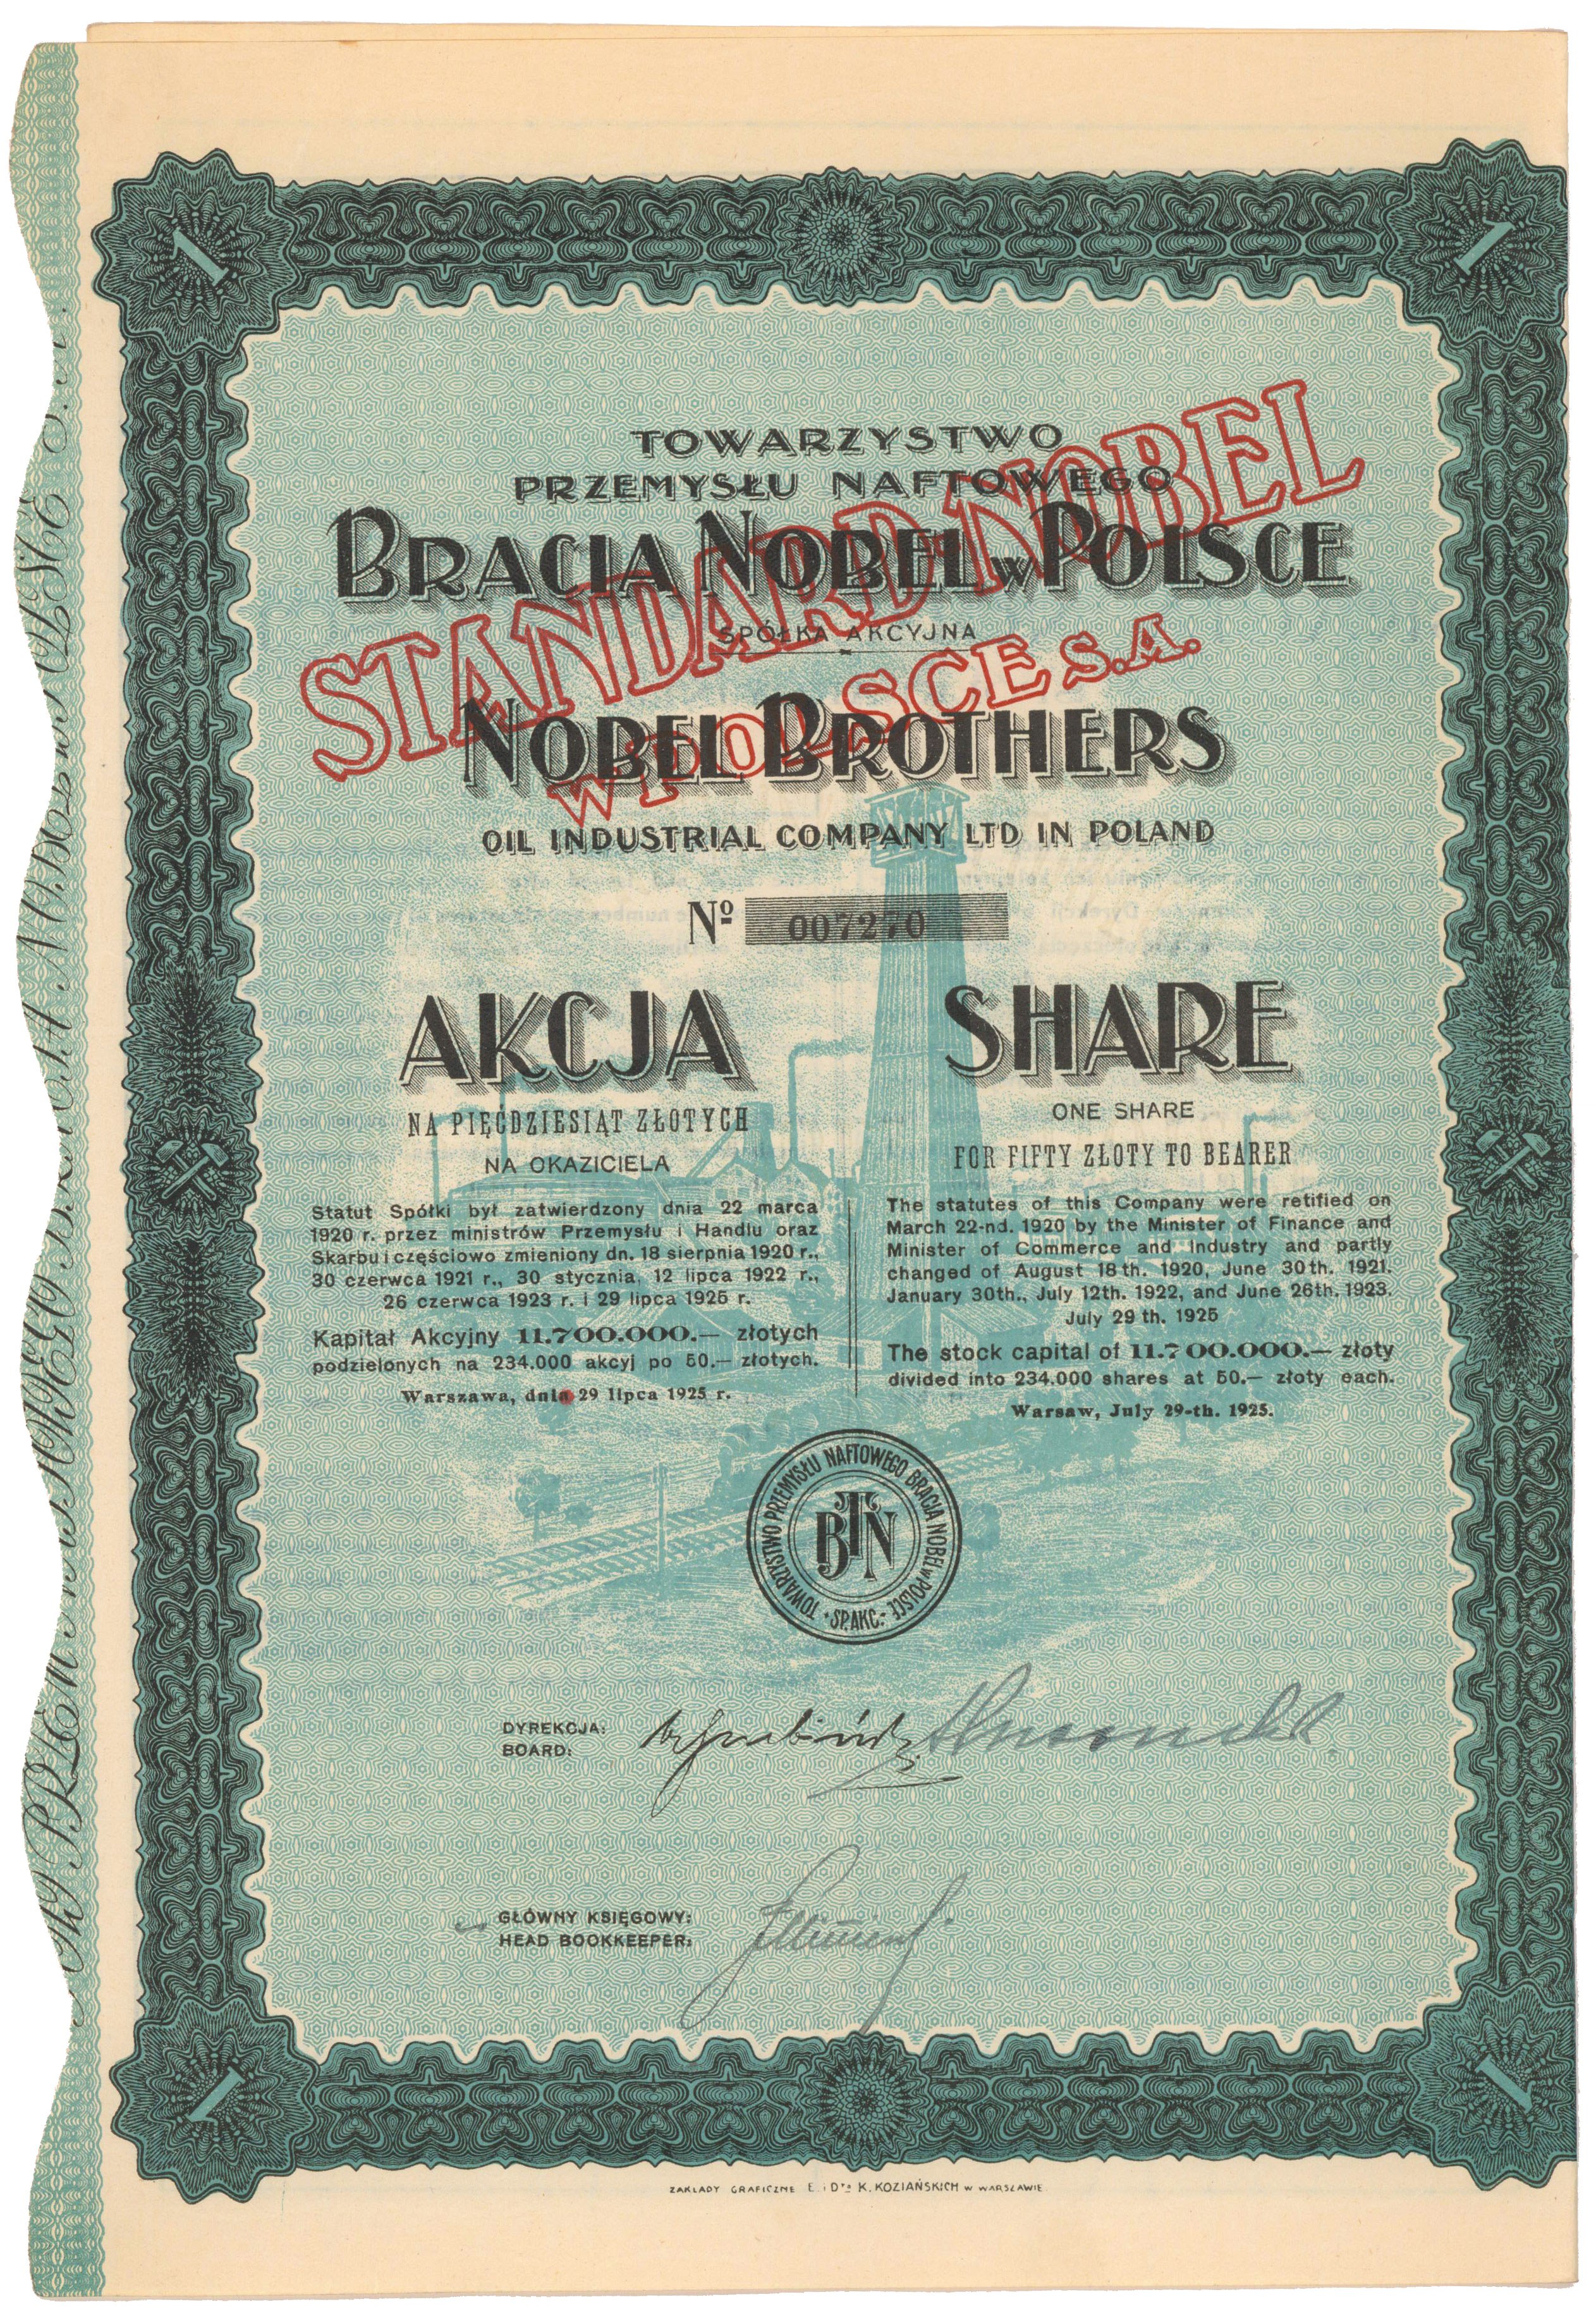 1
1
TOWARZYSTWO
PRZEMYSŁU NAFTOWEGO
BRACIA NOBEL w POLSCE
SPÓŁKA AKCYJNA
STANDARD-NOBEL
W POLSCE S.A.
NOBEL BROTHERS
OIL INDUSTRIAL COMPANY LTD IN POLAND
Nº 007270
AKCJA
NA PIĘĆDZIESIĄT ZŁOTYCH
NA OKAZICIELA
Statut Spółki był zatwierdzony dnia 22 marca
1920 r. przez ministrów Przemysłu i Handlu oraz
Skarbu i częściowo zmieniony dn. 18 sierpnia 1920 r.,
30 czerwca 1921 r., 30 stycznia, 12 lipca 1922 r.,
26 czerwca 1923 r. i 29 lipca 1925 r.
Kapitał Akcyjny 11.700.000.— złotych
podzielonych na 234.000 akcyj po 50.— złotych.
Warszawa, dnia 29 lipca 1925 r.
SHARE
ONE SHARE
FOR FIFTY ZŁOTY TO BEARER
The statutes of this Company were retified on
March 22-nd. 1920 by the Minister of Finance and
Minister of Commerce and Industry and partly
changed of August 18th. 1920, June 30th. 1921.
January 30th., July 12th. 1922, and June 26th. 1923.
July 29 th. 1925
The stock capital of 11.700.000.— złoty
divided into 234.000 shares at 50.— złoty each.
Warsaw, July 29-th. 1925.
TOWARZYSTWO PRZEMYSŁU NAFTOWEGO BRACIA NOBEL w POLSCE
SP. AKC.
BTN
DYREKCJA:
BOARD:
GŁÓWNY KSIĘGOWY:
HEAD BOOKKEEPER:
1
1
ZAKŁADY GRAFICZNE E. i Dra K. KOZIAŃSKICH W WARSZAWIE